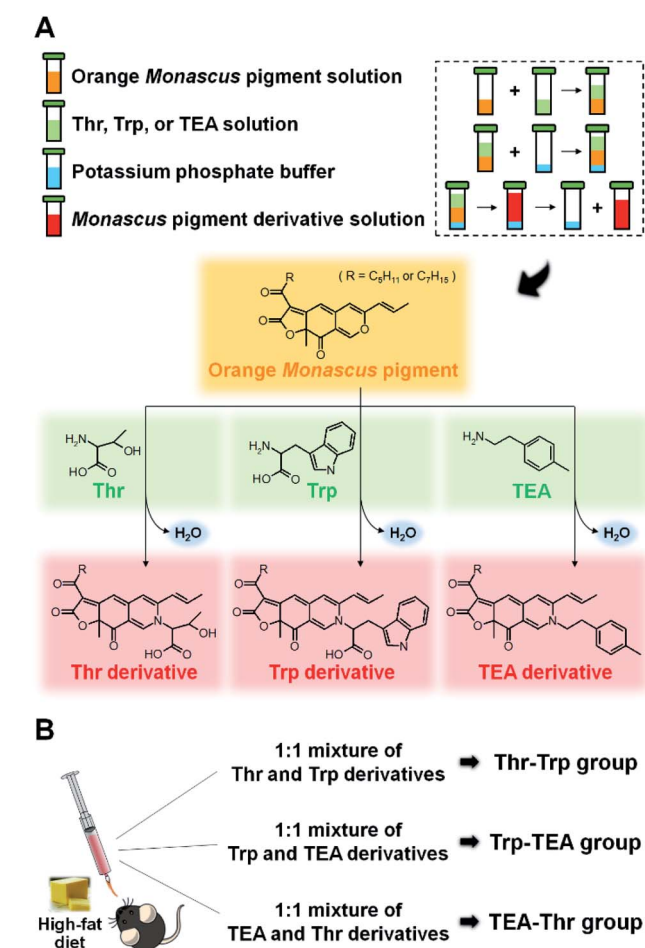 A
Orange Monascus pigment solution
Thr, Trp, or TEA solution
Potassium phosphate buffer
Monascus pigment derivative solution
+
+
+
R
( R = C₅H₁₁ or C₇H₁₅ )
O
O
O
O
O
Orange Monascus pigment
H₂N
OH
HO
O
Thr
H₂N
HO
O
N
Trp
H₂N
TEA
H₂O
H₂O
H₂O
R
O
O
O
O
N
OH
HO
O
Thr derivative
R
O
O
O
O
N
HO
O
N
Trp derivative
R
O
O
O
O
N
TEA derivative
B
1:1 mixture of
Thr and Trp derivatives
Thr-Trp group
1:1 mixture of
Trp and TEA derivatives
Trp-TEA group
1:1 mixture of
TEA and Thr derivatives
TEA-Thr group
High-fat
diet